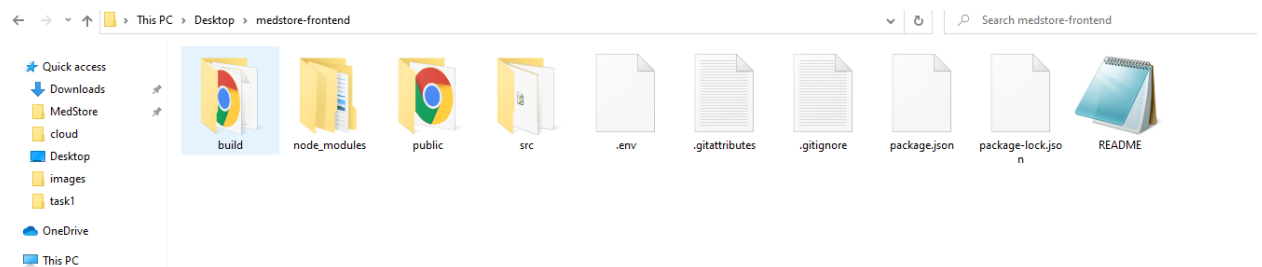 This PC > Desktop > medstore-frontend
Search medstore-frontend
Quick access
Downloads
MedStore
cloud
Desktop
images
task1
OneDrive
This PC
build
node_modules
public
src
.env
.gitattributes
.gitignore
package.json
package-lock.jso
n
README